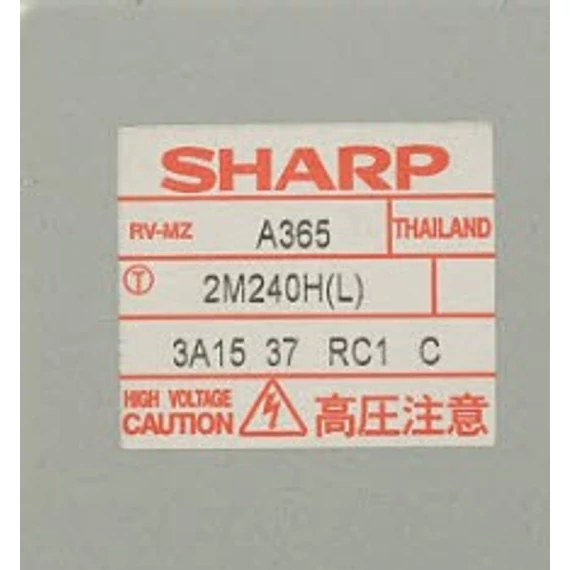 SHARP
RV-MZ A365 THAILAND
T 2M240H(L)
3A15 37 RC1 C
HIGH VOLTAGE
CAUTION 高圧注意